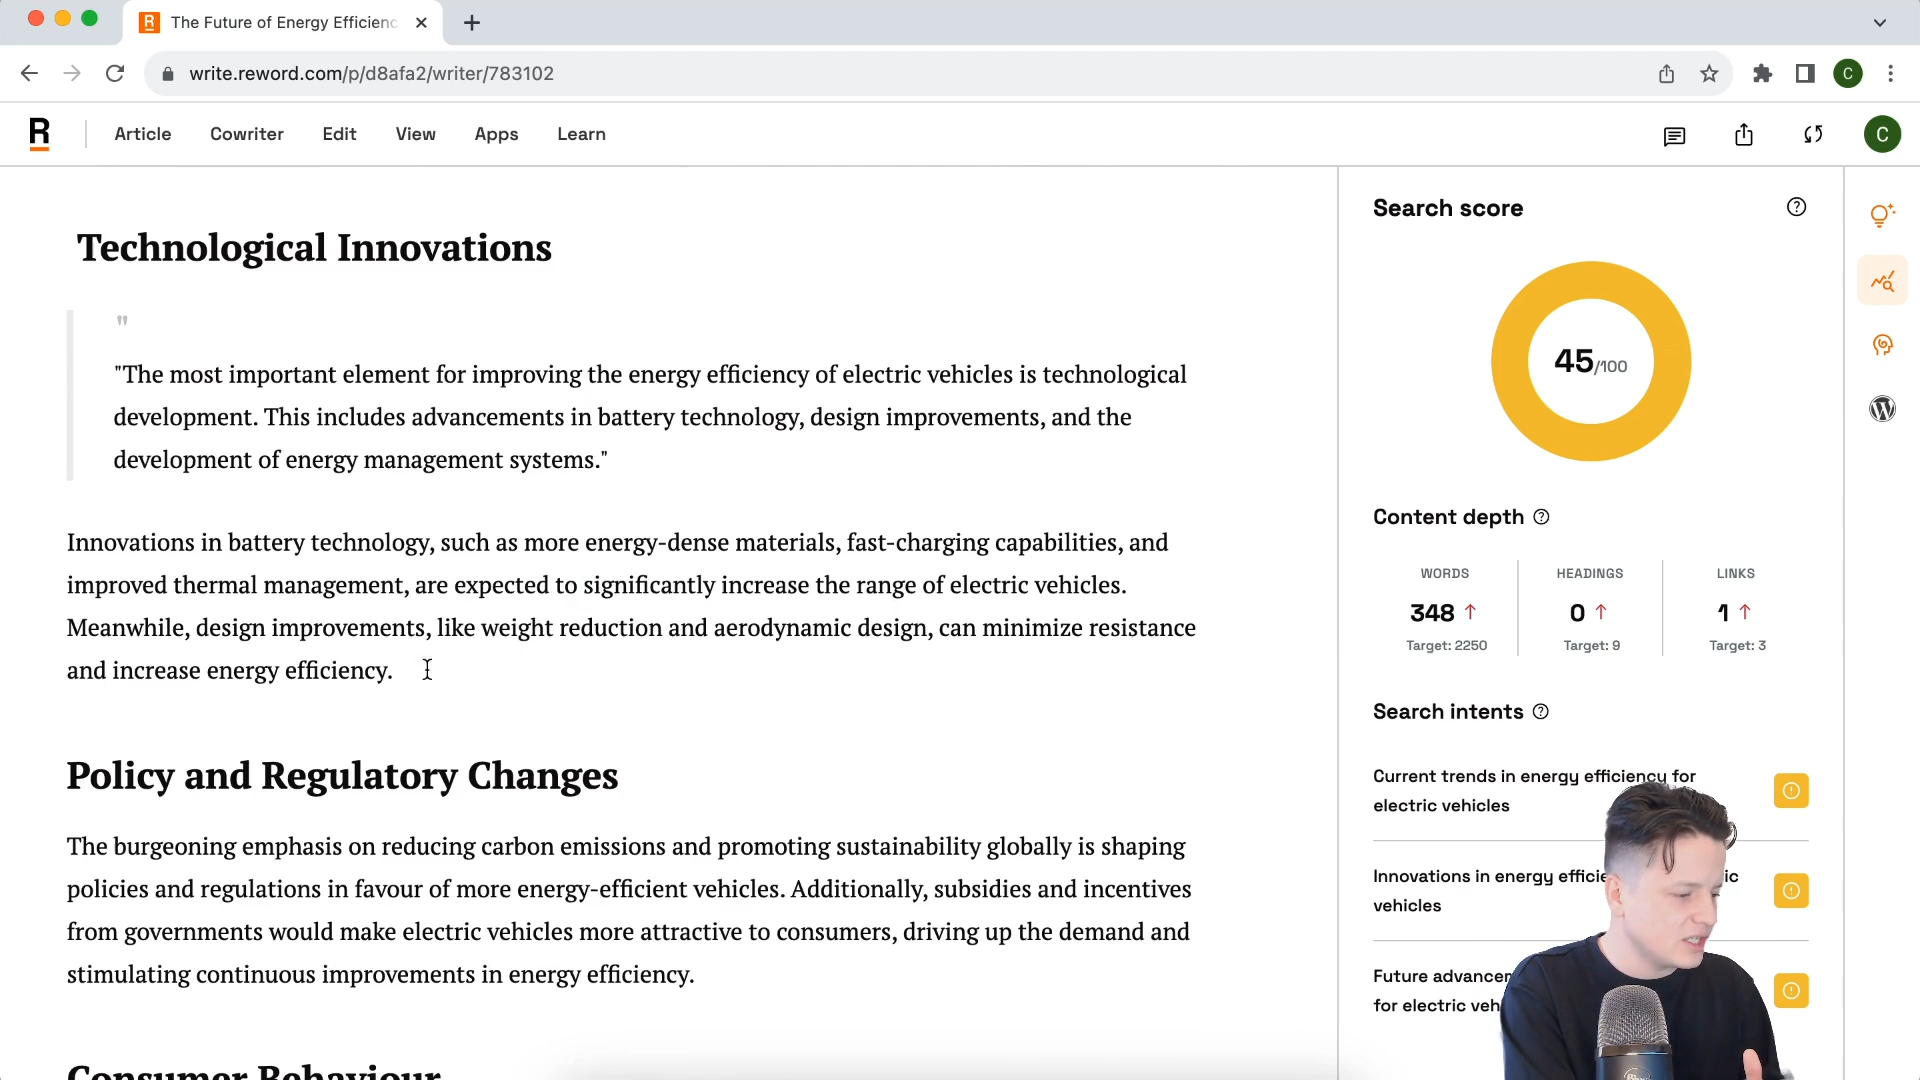 The Future of Energy Efficienc
write.reword.com/p/d8afa2/writer/783102
C
R
Article
Cowriter
Edit
View
Apps
Learn
C
Technological Innovations
"
"The most important element for improving the energy efficiency of electric vehicles is technological
development. This includes advancements in battery technology, design improvements, and the
development of energy management systems."
Innovations in battery technology, such as more energy-dense materials, fast-charging capabilities, and
improved thermal management, are expected to significantly increase the range of electric vehicles.
Meanwhile, design improvements, like weight reduction and aerodynamic design, can minimize resistance
and increase energy efficiency.
Policy and Regulatory Changes
The burgeoning emphasis on reducing carbon emissions and promoting sustainability globally is shaping
policies and regulations in favour of more energy-efficient vehicles. Additionally, subsidies and incentives
from governments would make electric vehicles more attractive to consumers, driving up the demand and
stimulating continuous improvements in energy efficiency.
Consumer Behaviour
Search score
45/100
Content depth
WORDS
HEADINGS
LINKS
348
0
1
Target: 2250
Target: 9
Target: 3
Search intents
Current trends in energy efficiency for
electric vehicles
Innovations in energy
vehicles
Future
for electric